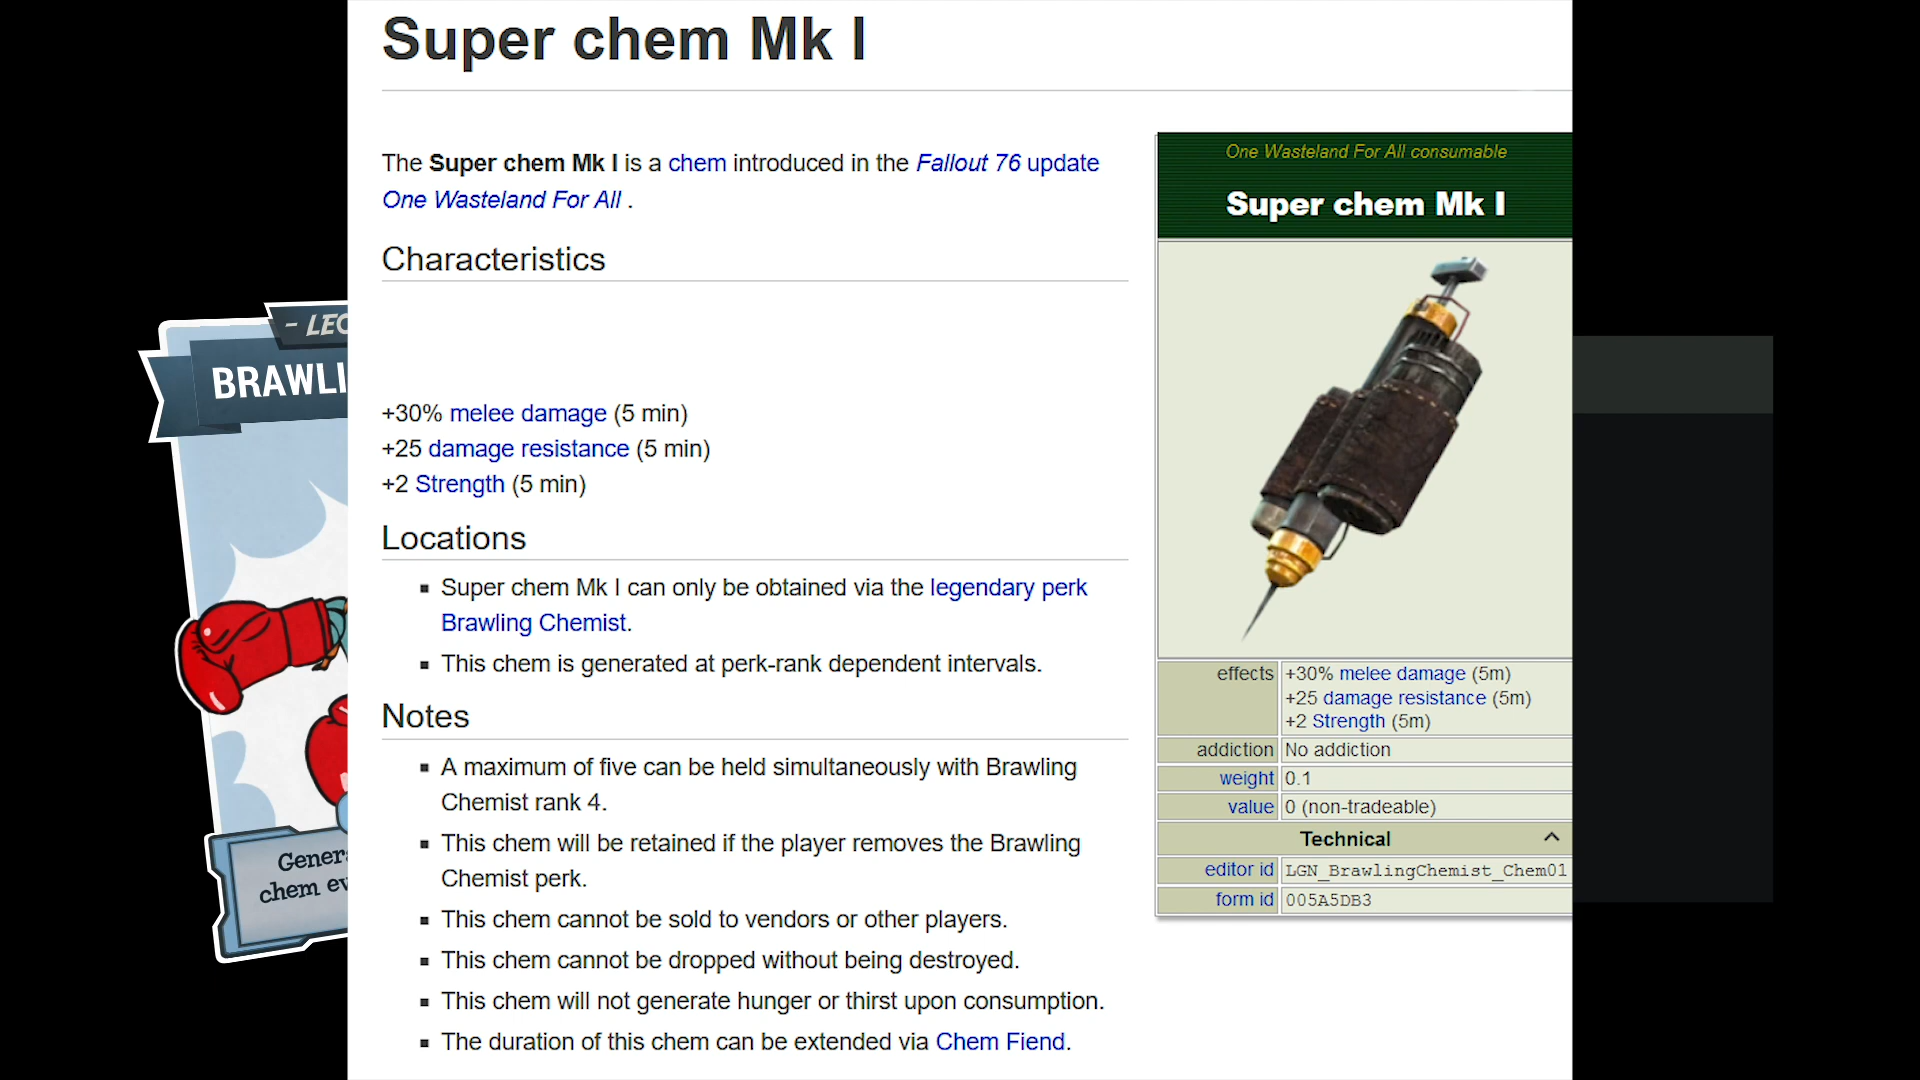 Super chem Mk I
The Super chem Mk I is a chem introduced in the Fallout 76 update
One Wasteland For All .
Characteristics
+30% melee damage (5 min)
+25 damage resistance (5 min)
+2 Strength (5 min)
Locations
▪ Super chem Mk I can only be obtained via the legendary perk
Brawling Chemist.
▪ This chem is generated at perk-rank dependent intervals.
Notes
▪ A maximum of five can be held simultaneously with Brawling
Chemist rank 4.
▪ This chem will be retained if the player removes the Brawling
Chemist perk.
▪ This chem cannot be sold to vendors or other players.
▪ This chem cannot be dropped without being destroyed.
▪ This chem will not generate hunger or thirst upon consumption.
▪ The duration of this chem can be extended via Chem Fiend.
One Wasteland For All consumable
Super chem Mk I
effects +30% melee damage (5m)
+25 damage resistance (5m)
+2 Strength (5m)
addiction No addiction
weight 0.1
value 0 (non-tradeable)
Technical
editor id LGN_BrawlingChemist_Chem01
form id 005A5DB3
- LEG
BRAWLI
Genera
chem ev